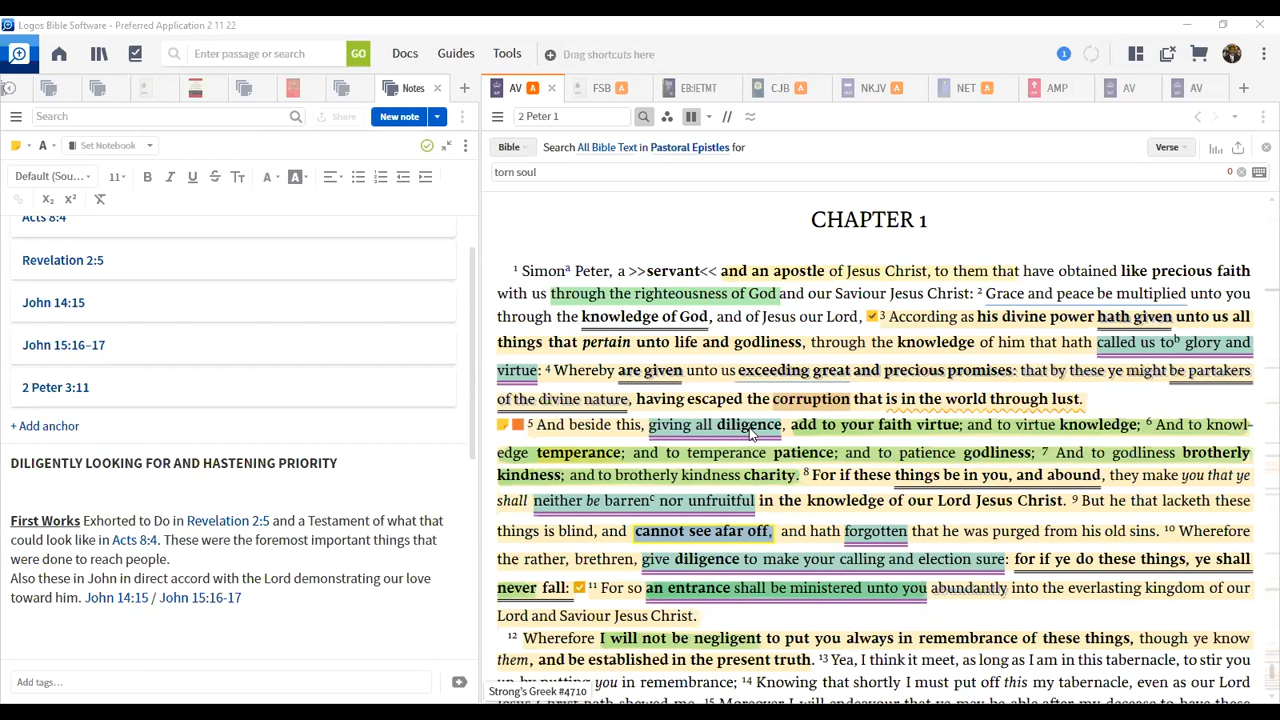 Logos Bible Software - Preferred Application 2 11 22
Enter passage or search
GO
Docs
Guides
Tools
Drag shortcuts here
1
Notes
AV A
FSB A
EB:IETMT
CJB A
NKJV A
NET A
AMP
AV
AV
Search
Share
New note
2 Peter 1
A
Set Notebook
Bible
Search All Bible Text in Pastoral Epistles for
Verse
Default (Sou...
11
B I U S TT A A
torn soul
0
X₂ X²
Acts 8:4
Revelation 2:5
John 14:15
John 15:16–17
2 Peter 3:11
+ Add anchor
DILIGENTLY LOOKING FOR AND HASTENING PRIORITY
First Works Exhorted to Do in Revelation 2:5 and a Testament of what that
could look like in Acts 8:4. These were the foremost important things that
were done to reach people.
Also these in John in direct accord with the Lord demonstrating our love
toward him. John 14:15 / John 15:16-17
Add tags...
CHAPTER 1
1 Simonᵃ Peter, a >>servant<< and an apostle of Jesus Christ, to them that have obtained like precious faith
with us through the righteousness of God and our Saviour Jesus Christ: 2 Grace and peace be multiplied unto you
through the knowledge of God, and of Jesus our Lord, 3 According as his divine power hath given unto us all
things that pertain unto life and godliness, through the knowledge of him that hath called us toᵇ glory and
virtue: 4 Whereby are given unto us exceeding great and precious promises: that by these ye might be partakers
of the divine nature, having escaped the corruption that is in the world through lust.
5 And beside this, giving all diligence, add to your faith virtue; and to virtue knowledge; 6 And to knowl-
edge temperance; and to temperance patience; and to patience godliness; 7 And to godliness brotherly
kindness; and to brotherly kindness charity. 8 For if these things be in you, and abound, they make you that ye
shall neither be barrenᶜ nor unfruitful in the knowledge of our Lord Jesus Christ. 9 But he that lacketh these
things is blind, and cannot see afar off, and hath forgotten that he was purged from his old sins. 10 Wherefore
the rather, brethren, give diligence to make your calling and election sure: for if ye do these things, ye shall
never fall: 11 For so an entrance shall be ministered unto you abundantly into the everlasting kingdom of our
Lord and Saviour Jesus Christ.
12 Wherefore I will not be negligent to put you always in remembrance of these things, though ye know
them, and be established in the present truth. 13 Yea, I think it meet, as long as I am in this tabernacle, to stir you
up by putting you in remembrance; 14 Knowing that shortly I must put off this my tabernacle, even as our Lord
Strong's Greek #4710